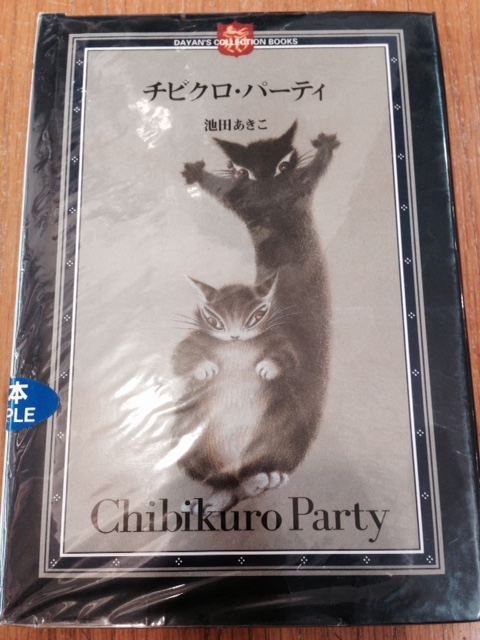 DAYAN'S COLLECTION BOOKS
チビクロ・パーティ
池田あきこ
本
PLE
Chibikuro Party